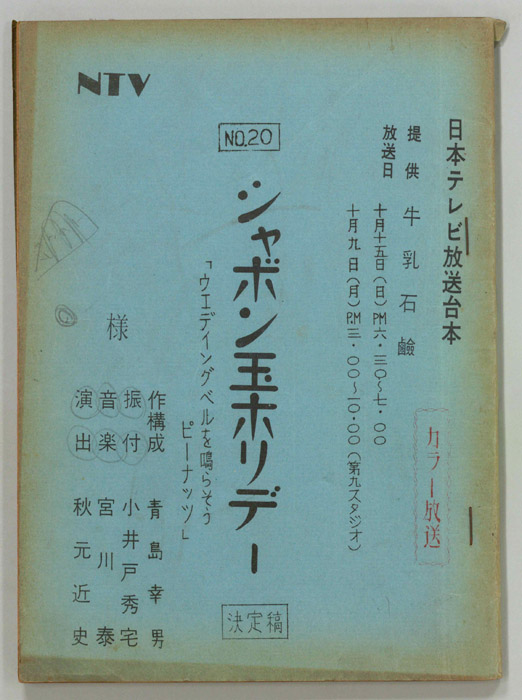 NTV
日本テレビ放送台本
提供 牛乳石鹸
放送日 十月十五日(日)PM六・三〇〜七・〇〇
十月九日(月)P.M三・〇〇〜一〇・〇〇(第九スタジオ)
カラー放送
NO.20
シャボン玉ホリデー
「ウエデイングベルを鳴らそう
ピーナッツ」
決定稿
作構成 青島幸男
振付 小井戸秀宅
音楽 宮川泰
演出 秋元近史
様